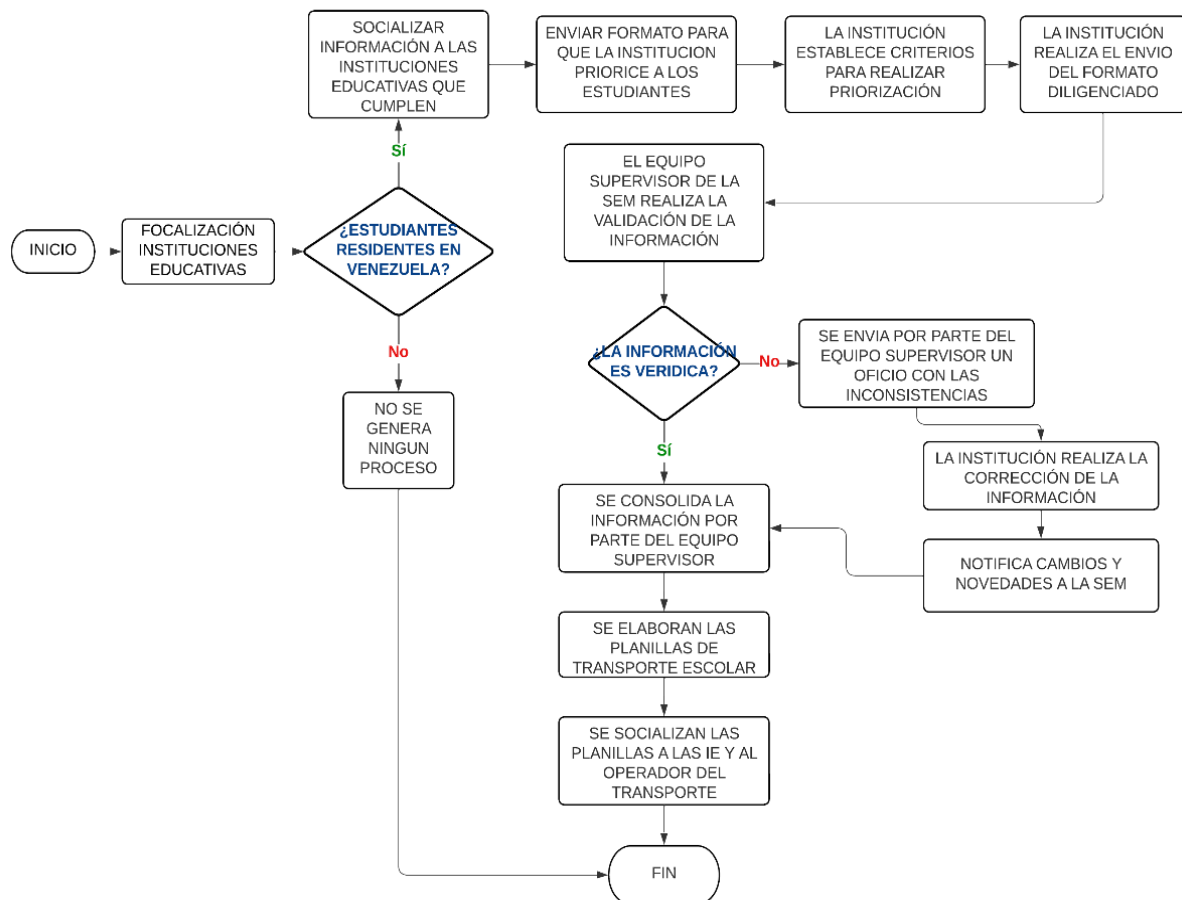 INICIO
FOCALIZACIÓN
INSTITUCIONES
EDUCATIVAS
¿ESTUDIANTES
RESIDENTES EN
VENEZUELA?
Sí
SOCIALIZAR
INFORMACIÓN A LAS
INSTITUCIONES
EDUCATIVAS QUE
CUMPLEN
ENVIAR FORMATO PARA
QUE LA INSTITUCION
PRIORICE A LOS
ESTUDIANTES
LA INSTITUCIÓN
ESTABLECE CRITERIOS
PARA REALIZAR
PRIORIZACIÓN
LA INSTITUCIÓN
REALIZA EL ENVIO
DEL FORMATO
DILIGENCIADO
EL EQUIPO
SUPERVISOR DE LA
SEM REALIZA LA
VALIDACIÓN DE LA
INFORMACIÓN
No
NO SE
GENERA
NINGUN
PROCESO
¿LA INFORMACIÓN
ES VERIDICA?
No
SE ENVIA POR PARTE DEL
EQUIPO SUPERVISOR UN
OFICIO CON LAS
INCONSISTENCIAS
LA INSTITUCIÓN REALIZA LA
CORRECCIÓN DE LA
INFORMACIÓN
NOTIFICA CAMBIOS Y
NOVEDADES A LA SEM
Sí
SE CONSOLIDA LA
INFORMACIÓN POR
PARTE DEL EQUIPO
SUPERVISOR
SE ELABORAN LAS
PLANILLAS DE
TRANSPORTE ESCOLAR
SE SOCIALIZAN LAS
PLANILLAS A LAS IE Y AL
OPERADOR DEL
TRANSPORTE
FIN